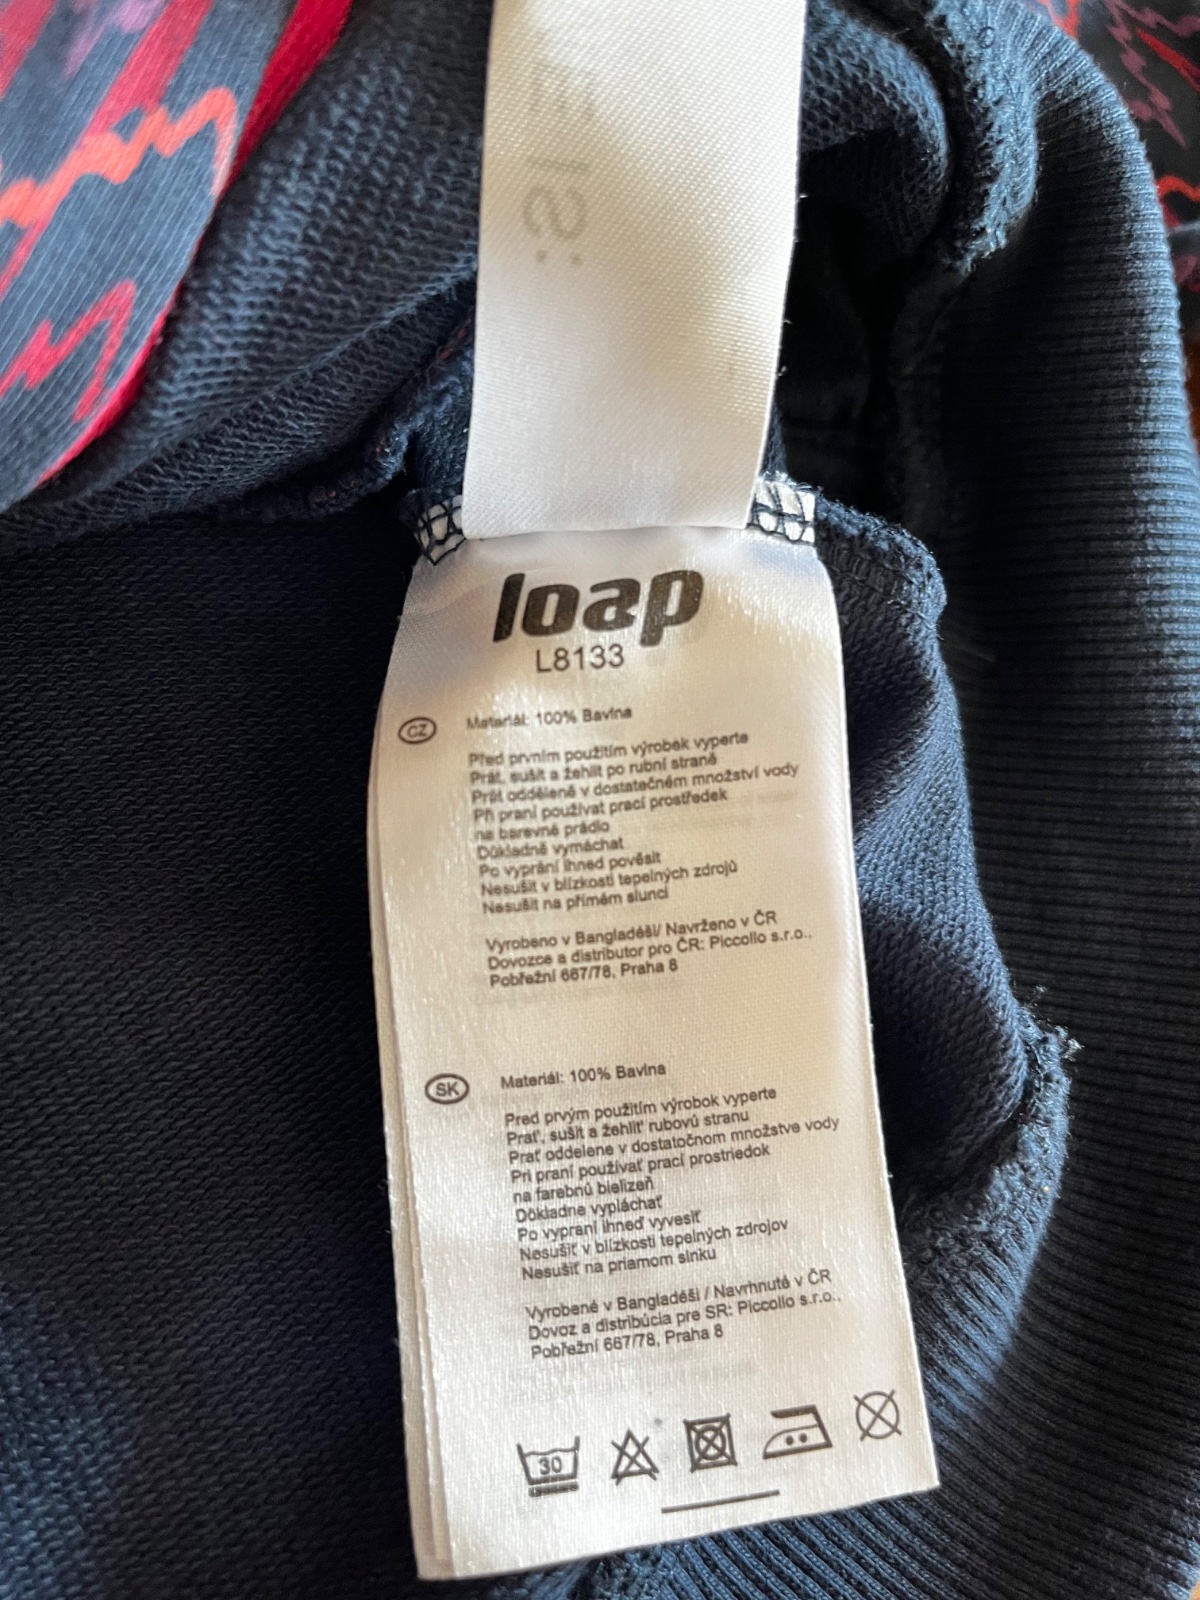 loap
L8133
CZ
Materiál: 100% Bavlna
Před prvním použitím výrobek vyperte
Prát, sušit a žehlit po rubní straně
Prát odděleně v dostatečném množství vody
Při praní používat prací prostředek
na barevné prádlo
Důkladně vymáchat
Po vyprání ihned pověsit
Nesušit v blízkosti tepelných zdrojů
Nesušit na přímém slunci
Vyrobeno v Bangladéši/ Navrženo v ČR
Dovozce a distributor pro ČR: Piccollo s.r.o.,
Pobřežní 667/78, Praha 8
SK
Materiál: 100% Bavlna
Pred prvým použitím výrobok vyperte
Prať, sušit a žehliť rubovú stranu
Prať oddelene v dostatočnom množstve vody
Pri praní používať prací prostriedok
na farebnú bielizeň
Dôkladne vypláchať
Po vypraní ihneď vyvesiť
Nesušiť v blízkosti tepelných zdrojov
Nesušiť na priamom slnku
Vyrobené v Bangladéši / Navrhnuté v ČR
Dovoz a distribúcia pre SR: Piccollo s.r.o.,
Pobřežní 667/78, Praha 8
30